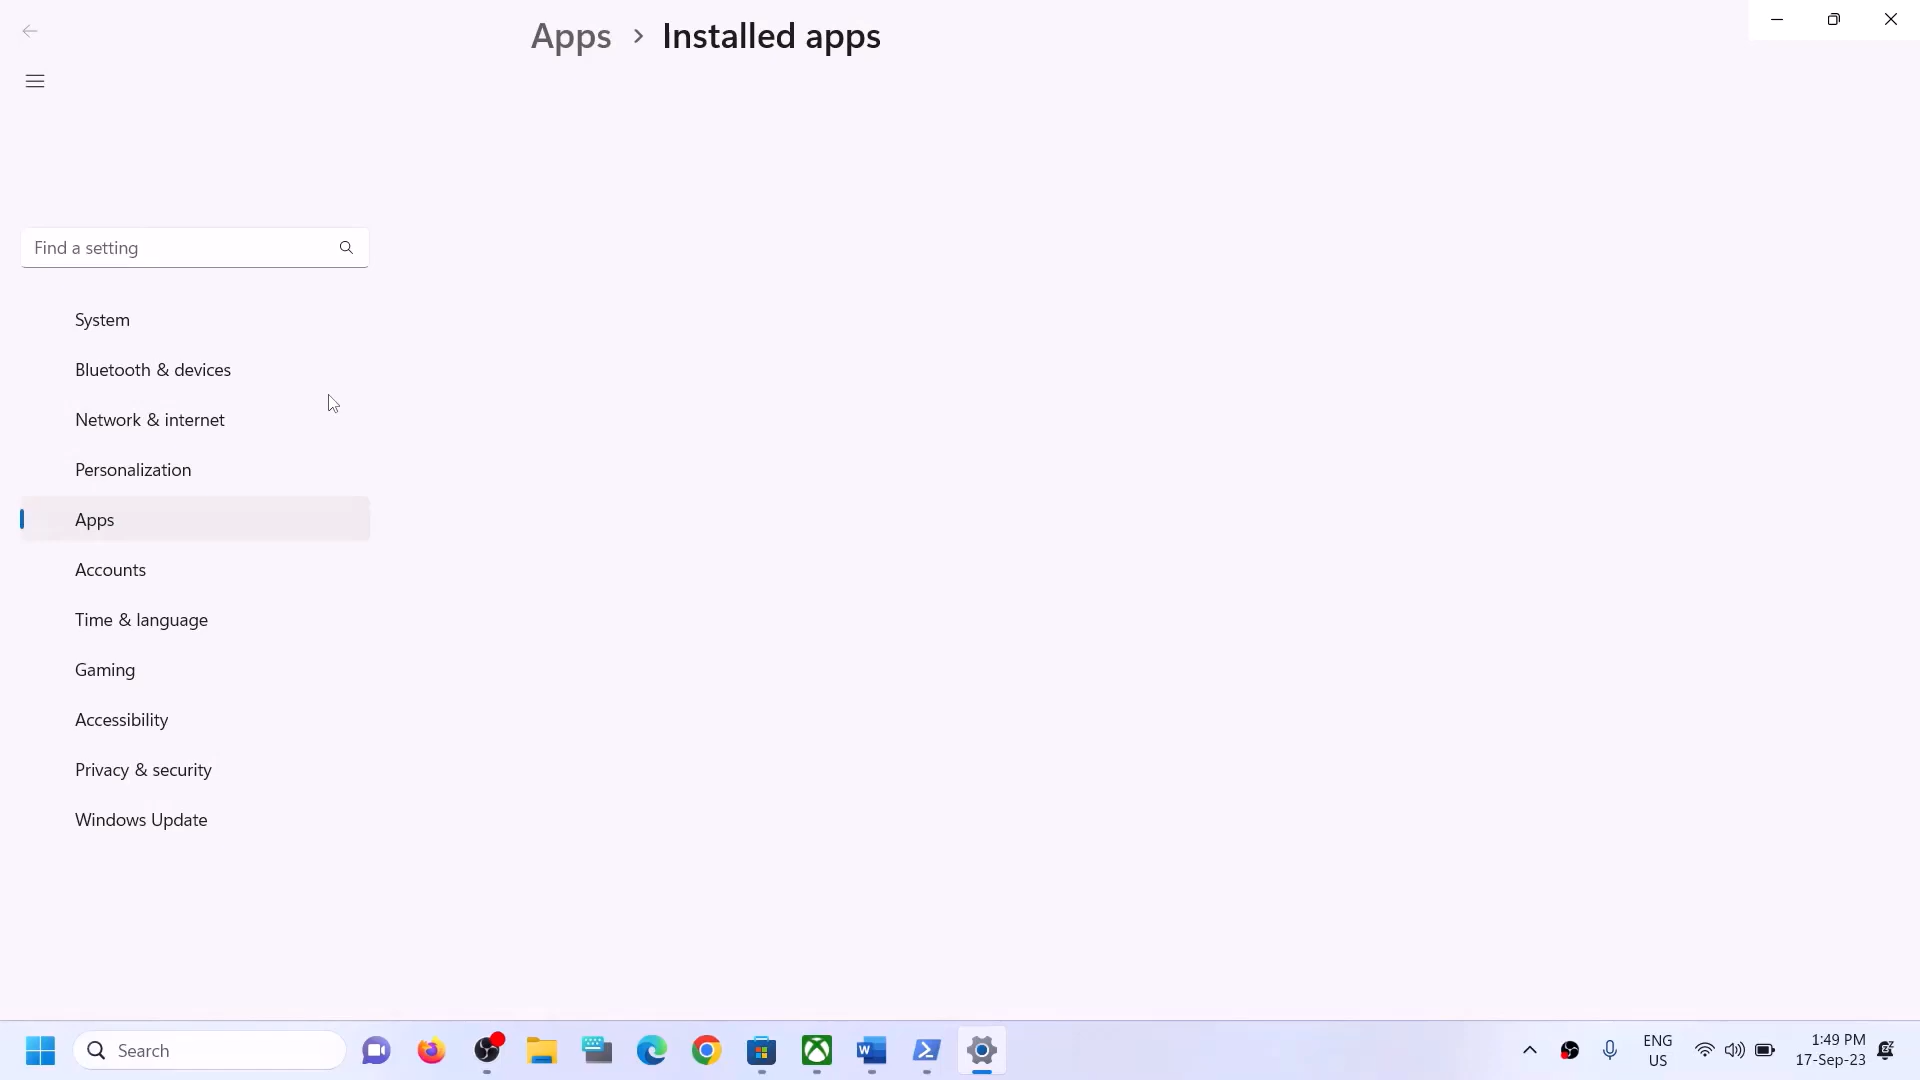 Apps > Installed apps
Find a setting
System
Bluetooth & devices
Network & internet
Personalization
Apps
Accounts
Time & language
Gaming
Accessibility
Privacy & security
Windows Update
Search
ENG
US
1:49 PM
17-Sep-23